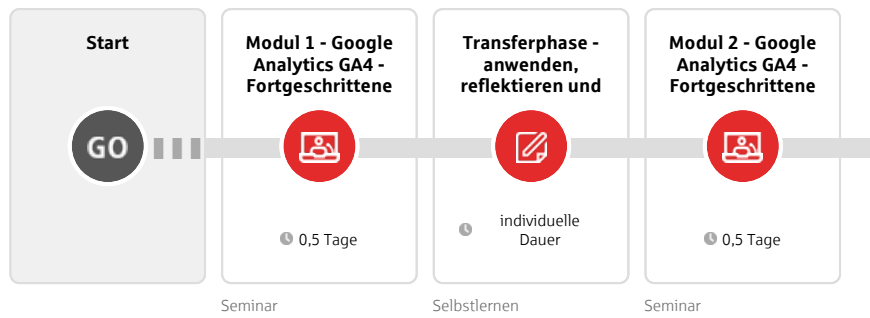 Start
GO
Modul 1 - Google
Analytics GA4 -
Fortgeschrittene
0,5 Tage
Seminar
Transferphase -
anwenden,
reflektieren und
individuelle
Dauer
Selbstlernen
Modul 2 - Google
Analytics GA4 -
Fortgeschrittene
0,5 Tage
Seminar